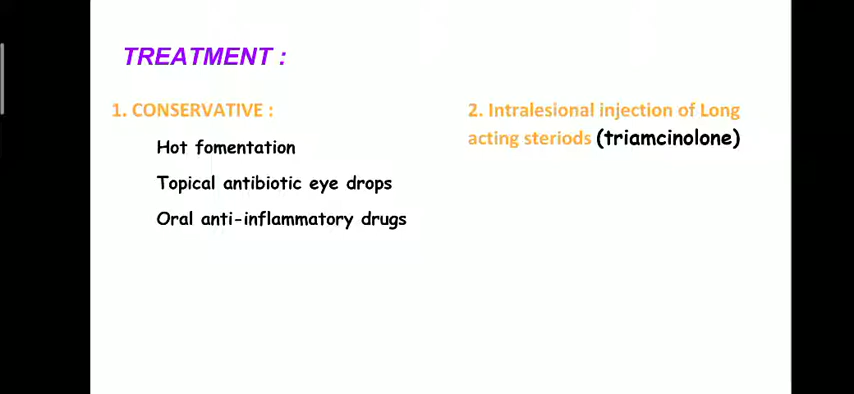 TREATMENT :
1. CONSERVATIVE :
Hot fomentation
Topical antibiotic eye drops
Oral anti-inflammatory drugs
2. Intralesional injection of Long
acting steriods (triamcinolone)